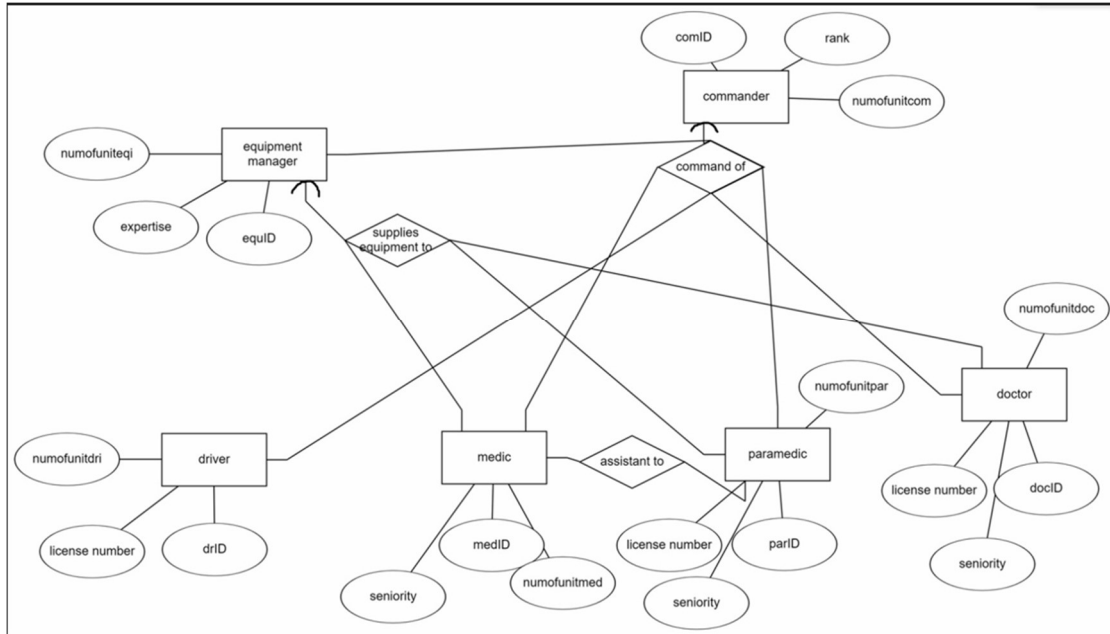 comID
rank
commander
numofunitcom
numofuniteqi
equipment
manager
command of
expertise
equID
supplies
equipment to
numofunitdoc
numofunitpar
doctor
numofunitdri
driver
medic
assistant to
paramedic
license number
docID
license number
drID
medID
license number
parID
seniority
numofunitmed
seniority
seniority